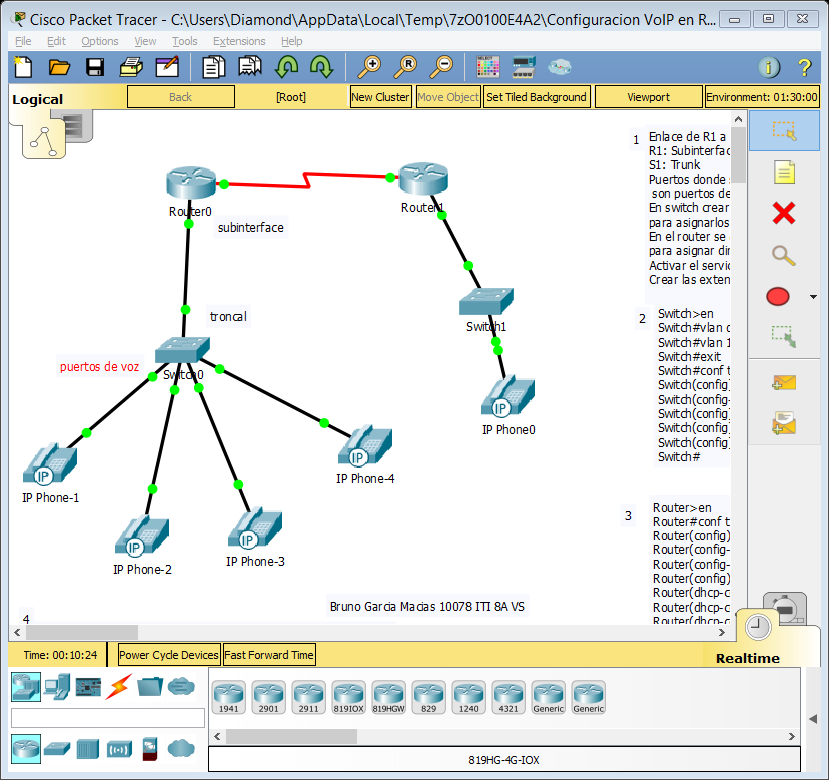 Cisco Packet Tracer - C:\Users\Diamond\AppData\Local\Temp\7zO0100E4A2\Configuracion VoIP en R...
File Edit Options View Tools Extensions Help
Logical
Back
[Root]
New Cluster
Move Object
Set Tiled Background
Viewport
Environment: 01:30:00
Router0
Router1
subinterface
troncal
Switch1
puertos de voz
Switch0
IP
IP Phone0
IP
IP Phone-1
IP
IP Phone-4
IP
IP Phone-2
IP
IP Phone-3
1
Enlace de R1 a
R1: Subinterfac
S1: Trunk
Puertos donde
son puertos de
En switch crear
para asignarlos
En el router se
para asignar dir
Activar el servic
Crear las exten
2
Switch>en
Switch#vlan d
Switch#vlan 1
Switch#exit
Switch#conf t
Switch(config)
Switch(config-
Switch(config)
Switch(config)
Switch(config)
Switch#
3
Router>en
Router#conf t
Router(config)
Router(config-
Router(config-
Router(config)
Router(dhcp-c
Router(dhcp-c
Router(dhcp-c
Bruno Garcia Macias 10078 ITI 8A VS
4
Time: 00:10:24
Power Cycle Devices
Fast Forward Time
Realtime
1941
2901
2911
819IOX
819HGW
829
1240
4321
Generic
Generic
819HG-4G-IOX